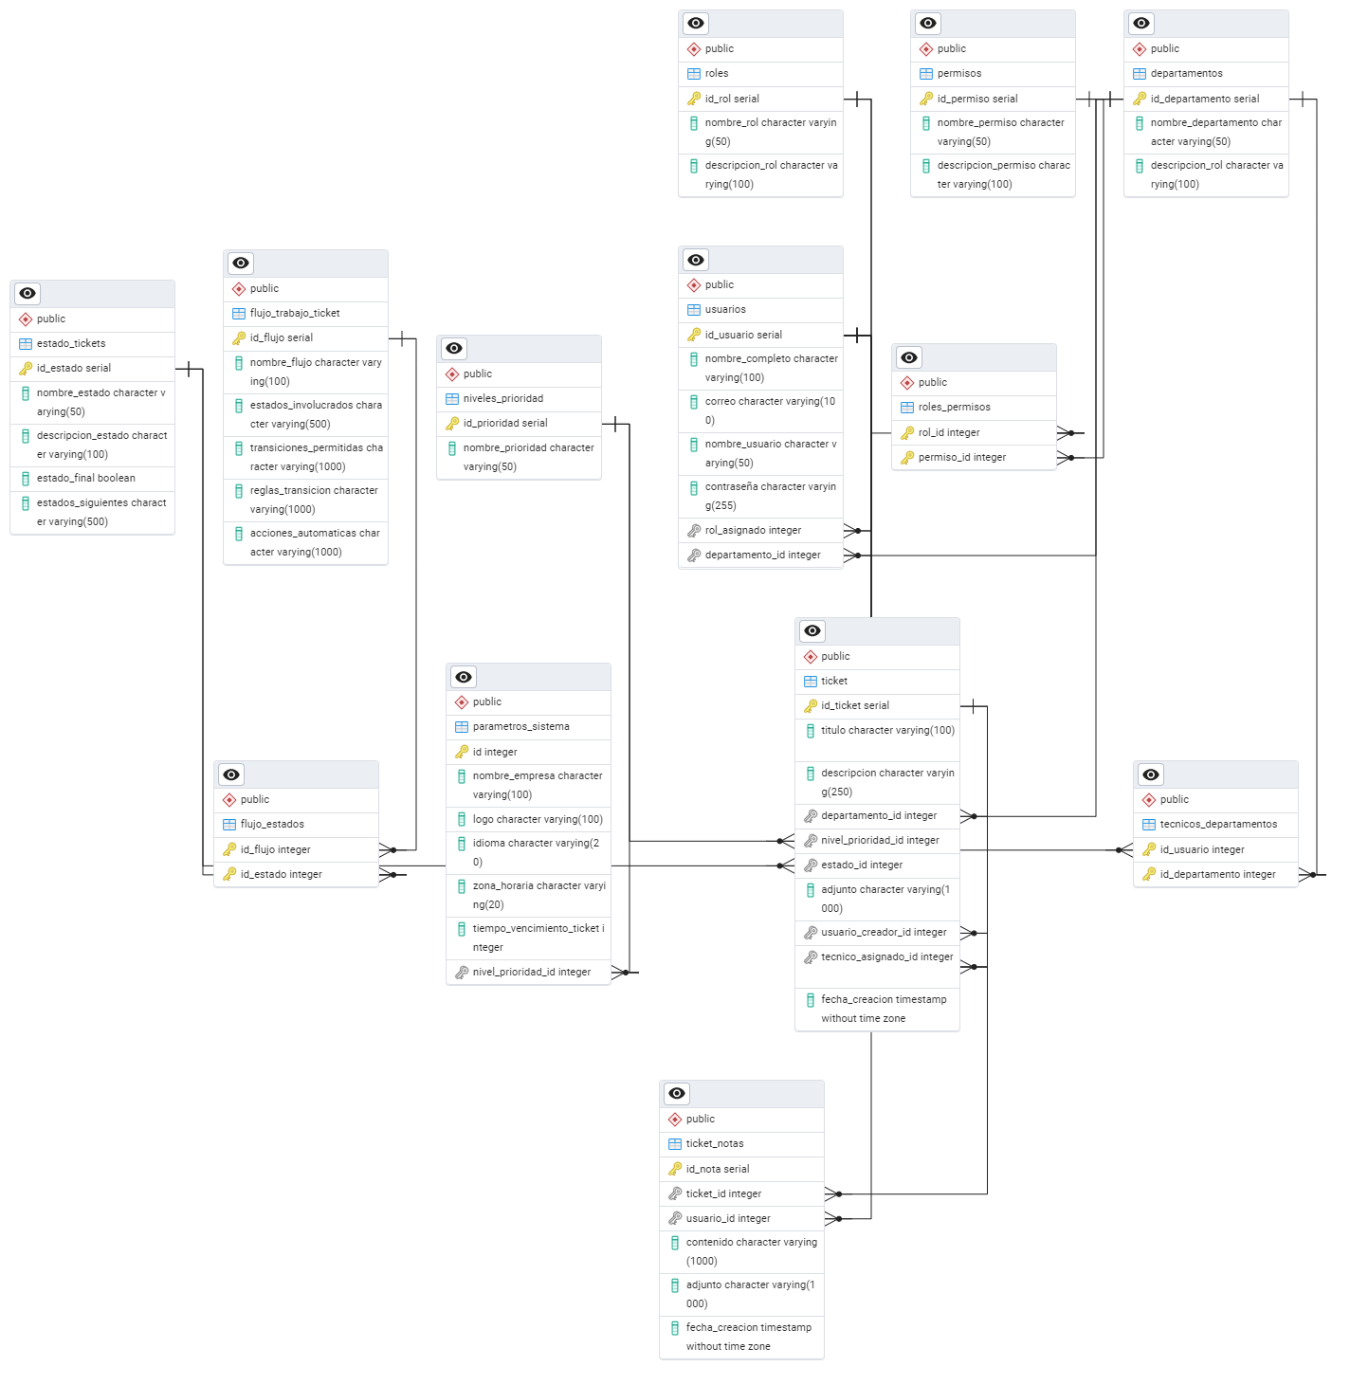 public
roles
id_rol serial
nombre_rol character varyin
g(50)
descripcion_rol character va
rying(100)
public
permisos
id_permiso serial
nombre_permiso character
varying(50)
descripcion_permiso charac
ter varying(100)
public
departamentos
id_departamento serial
nombre_departamento char
acter varying(50)
descripcion_rol character va
rying(100)
public
estado_tickets
id_estado serial
nombre_estado character v
arying(50)
descripcion_estado charact
er varying(100)
estado_final boolean
estados_siguientes charact
er varying(500)
public
flujo_trabajo_ticket
id_flujo serial
nombre_flujo character vary
ing(100)
estados_involucrados chara
cter varying(500)
transiciones_permitidas cha
racter varying(1000)
reglas_transicion character
varying(1000)
acciones_automaticas char
acter varying(1000)
public
niveles_prioridad
id_prioridad serial
nombre_prioridad character
varying(50)
public
usuarios
id_usuario serial
nombre_completo character
varying(100)
correo character varying(10
0)
nombre_usuario character v
arying(50)
contraseña character varyin
g(255)
rol_asignado integer
departamento_id integer
public
roles_permisos
rol_id integer
permiso_id integer
public
flujo_estados
id_flujo integer
id_estado integer
public
parametros_sistema
id integer
nombre_empresa character
varying(100)
logo character varying(100)
idioma character varying(2
0)
zona_horaria character varyi
ng(20)
tiempo_vencimiento_ticket i
nteger
nivel_prioridad_id integer
public
ticket
id_ticket serial
titulo character varying(100)
descripcion character varyin
g(250)
departamento_id integer
nivel_prioridad_id integer
estado_id integer
adjunto character varying(1
000)
usuario_creador_id integer
tecnico_asignado_id integer
fecha_creacion timestamp
without time zone
public
tecnicos_departamentos
id_usuario integer
id_departamento integer
public
ticket_notas
id_nota serial
ticket_id integer
usuario_id integer
contenido character varying
(1000)
adjunto character varying(1
000)
fecha_creacion timestamp
without time zone